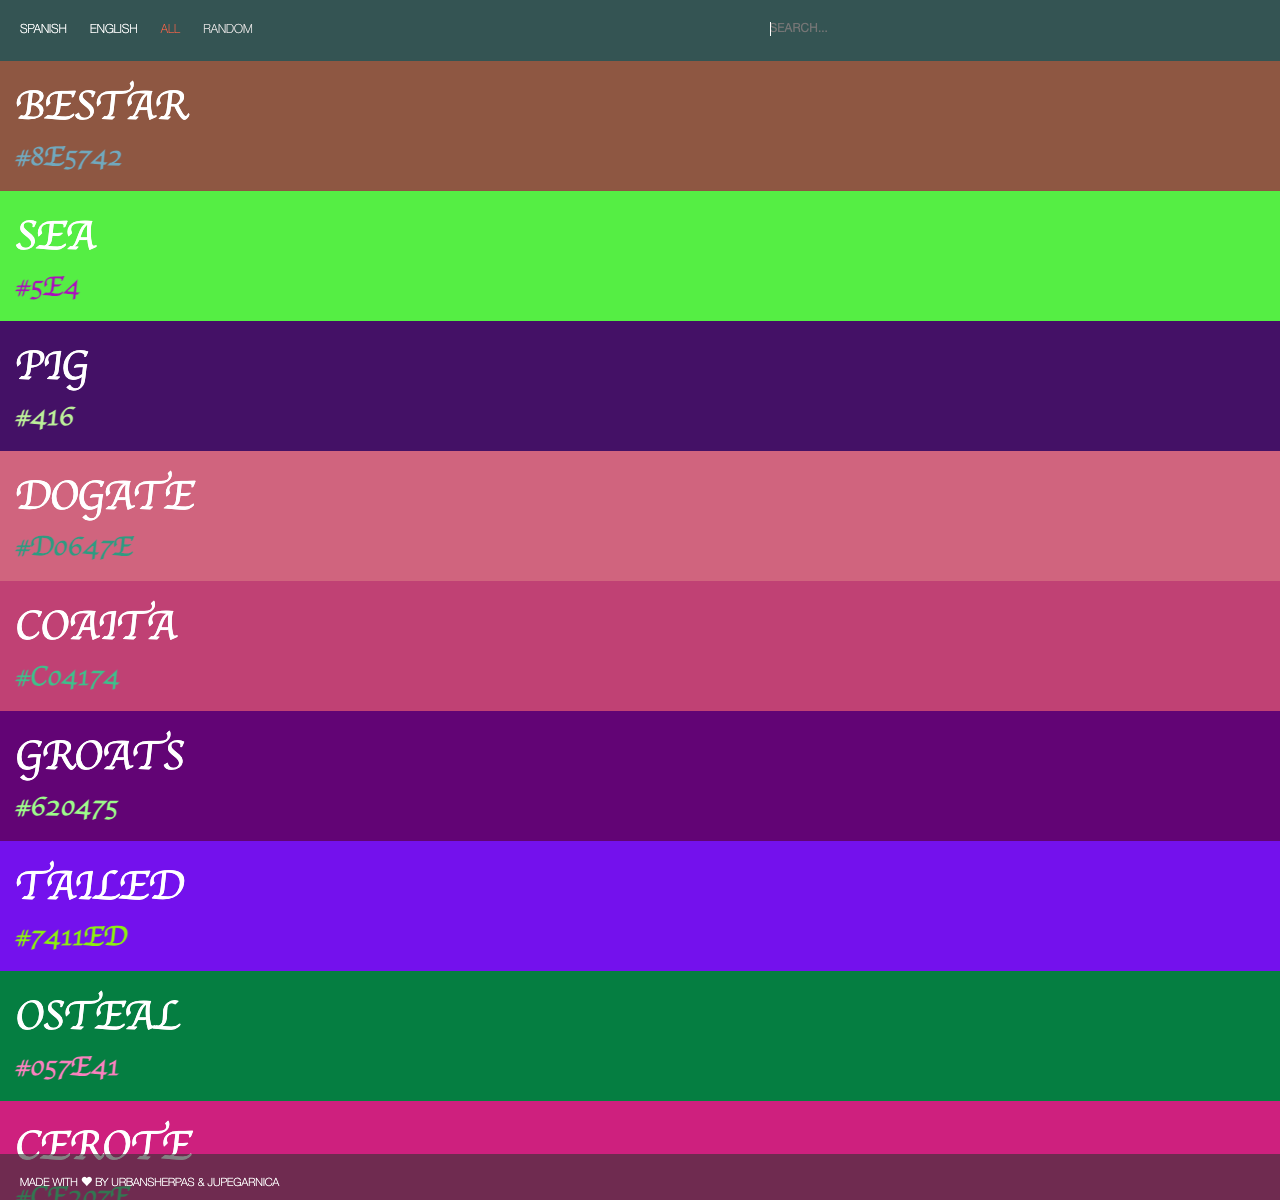 SPANISH ENGLISH ALL RANDOM SEARCH...
BESTAR
#8E5742
SEA
#5E4
PIG
#416
DOGATE
#D0647E
COAITA
#C04174
GROATS
#620475
TAILED
#7411ED
OSTEAL
#057E41
CEROTE
#CE207E
MADE WITH ❤ BY URBANSHERPAS & JUPEGARNICA